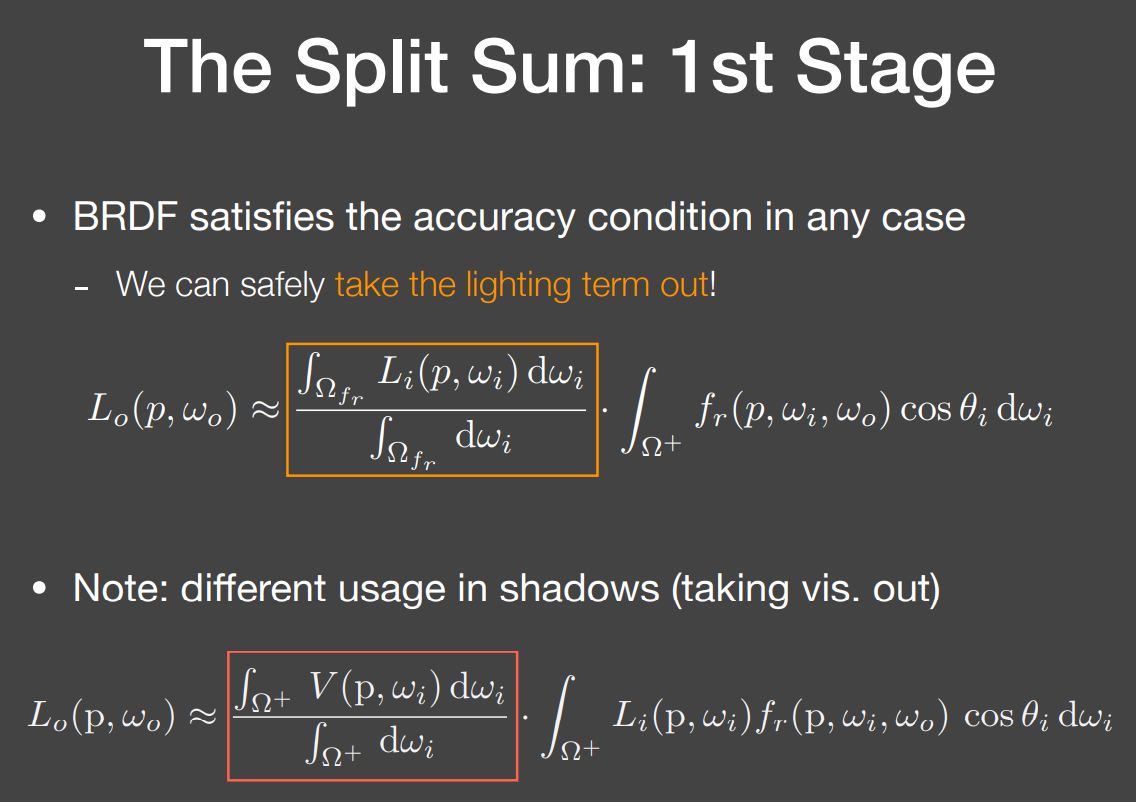 The Split Sum: 1st Stage
• BRDF satisfies the accuracy condition in any case
- We can safely take the lighting term out!
$L_o(p, \omega_o) \approx \frac{\int_{\Omega_{f_r}} L_i(p, \omega_i) \, \mathrm{d}\omega_i}{\int_{\Omega_{f_r}} \mathrm{d}\omega_i} \cdot \int_{\Omega^+} f_r(p, \omega_i, \omega_o) \cos\theta_i \, \mathrm{d}\omega_i$
• Note: different usage in shadows (taking vis. out)
$L_o(\mathrm{p}, \omega_o) \approx \frac{\int_{\Omega^+} V(\mathrm{p}, \omega_i) \, \mathrm{d}\omega_i}{\int_{\Omega^+} \mathrm{d}\omega_i} \cdot \int_{\Omega^+} L_i(\mathrm{p}, \omega_i) f_r(\mathrm{p}, \omega_i, \omega_o) \cos\theta_i \, \mathrm{d}\omega_i$